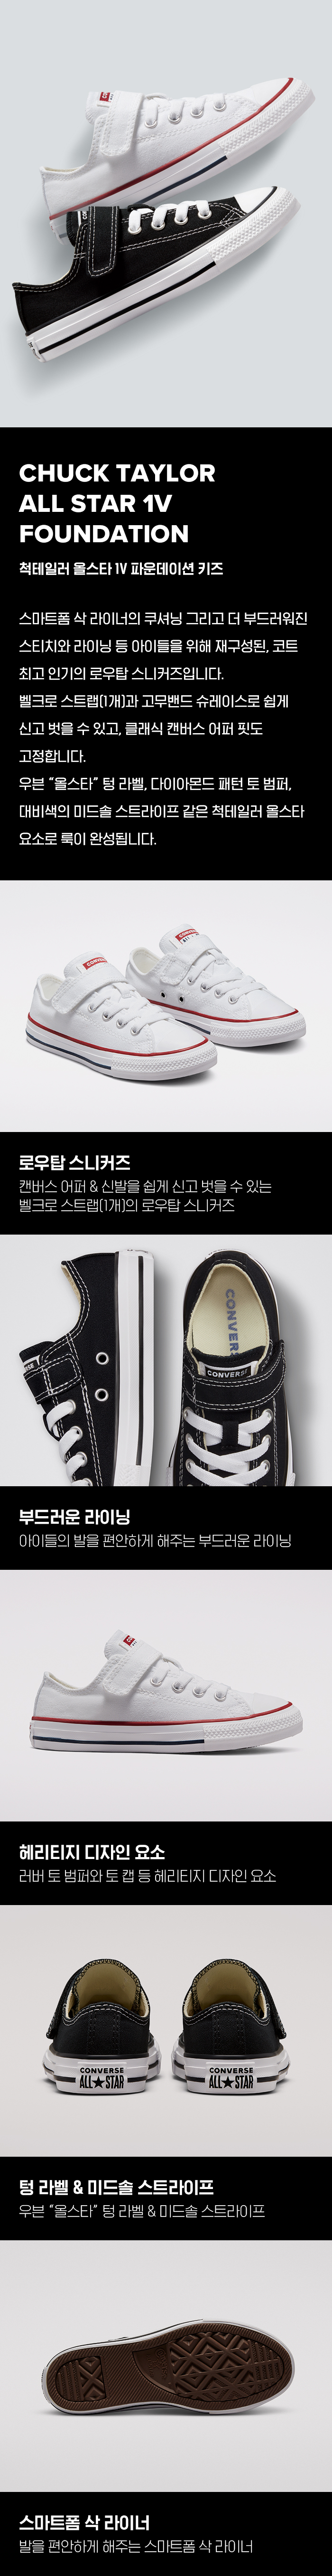 CHUCK TAYLOR
ALL STAR 1V
FOUNDATION
척테일러 올스타 1V 파운데이션 키즈
스마트폼 삭 라이너의 쿠셔닝 그리고 더 부드러워진
스티치와 라이닝 등 아이들을 위해 재구성된, 코트
최고 인기의 로우탑 스니커즈입니다.
벨크로 스트랩(1개)과 고무밴드 슈레이스로 쉽게
신고 벗을 수 있고, 클래식 캔버스 어퍼 핏도
고정합니다.
우븐 “올스타” 텅 라벨, 다이아몬드 패턴 토 범퍼,
대비색의 미드솔 스트라이프 같은 척테일러 올스타
요소로 룩이 완성됩니다.
CONVERSE
로우탑 스니커즈
캔버스 어퍼 & 신발을 쉽게 신고 벗을 수 있는
벨크로 스트랩(1개)의 로우탑 스니커즈
CONVERS
CONVERSE
부드러운 라이닝
아이들의 발을 편안하게 해주는 부드러운 라이닝
헤리티지 디자인 요소
러버 토 범퍼와 토 캡 등 헤리티지 디자인 요소
CONVERSE CONVERSE
ALL★STAR ALL★STAR
텅 라벨 & 미드솔 스트라이프
우븐 “올스타” 텅 라벨 & 미드솔 스트라이프
스마트폼 삭 라이너
발을 편안하게 해주는 스마트폼 삭 라이너